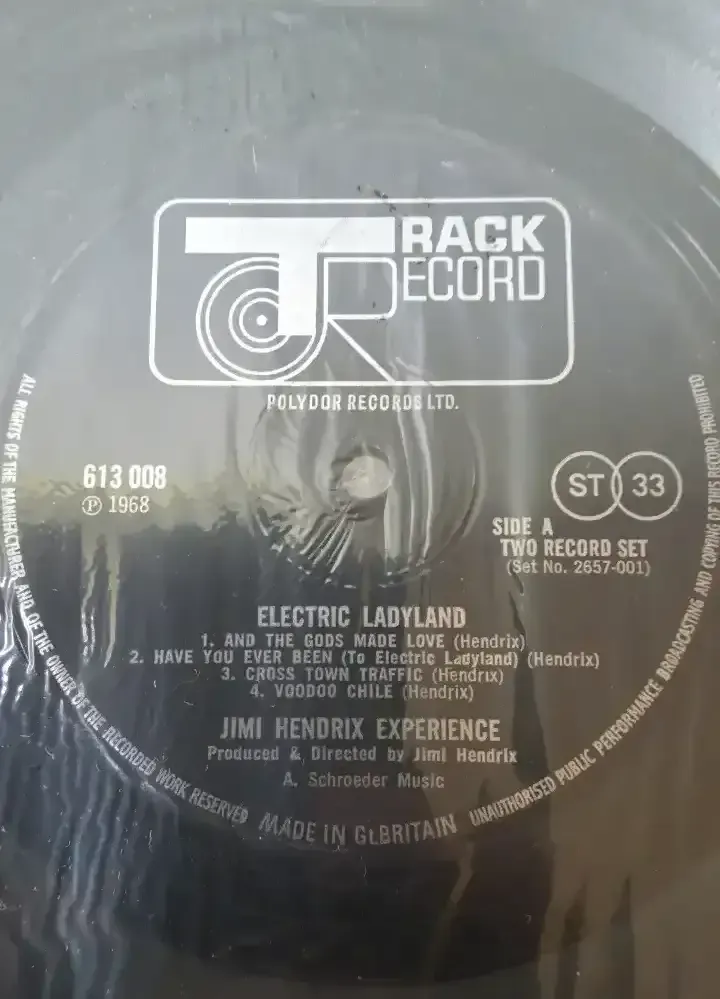 TRACK
RECORD
POLYDOR RECORDS LTD.
613 008
℗ 1968
ST 33
SIDE A
TWO RECORD SET
(Set No. 2657-001)
ELECTRIC LADYLAND
1. AND THE GODS MADE LOVE (Hendrix)
2. HAVE YOU EVER BEEN (To Electric Ladyland) (Hendrix)
3. CROSS TOWN TRAFFIC (Hendrix)
4. VOODOO CHILE (Hendrix)
JIMI HENDRIX EXPERIENCE
Produced & Directed by Jimi Hendrix
A. Schroeder Music
ALL RIGHTS OF THE MANUFACTURER AND OF THE OWNER OF THE RECORDED WORK RESERVED
MADE IN Gt.BRITAIN
UNAUTHORISED PUBLIC PERFORMANCE BROADCASTING AND COPYING OF THIS RECORD PROHIBITED